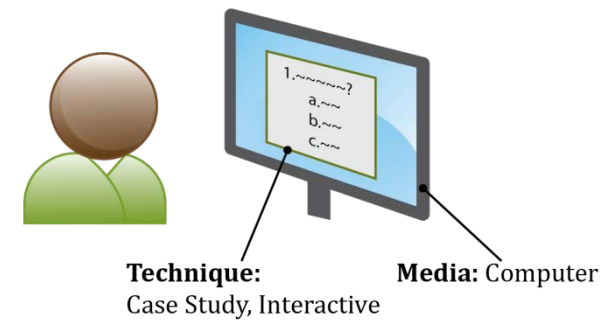 1.~~~~~?
a.~~
b.~~
c.~~
Technique:
Case Study, Interactive
Media: Computer